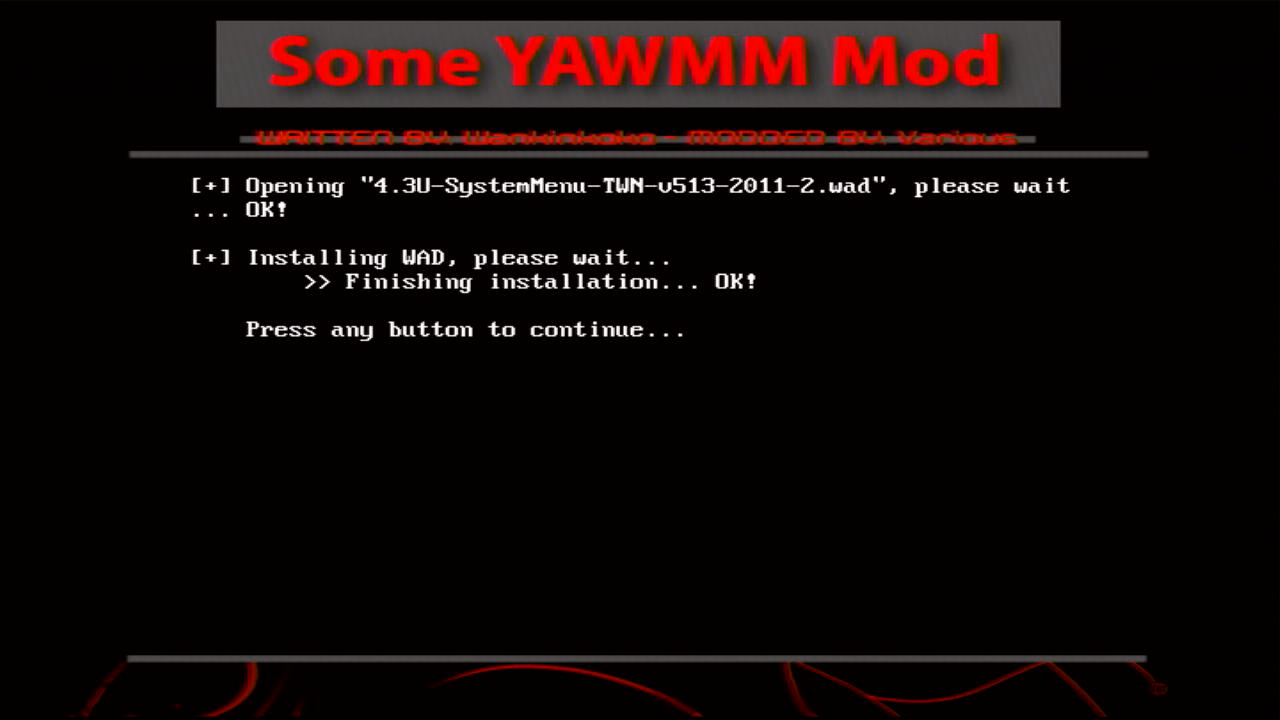 Some YAWMM Mod
WRITTEN BY: Wankinkoko - MODDED BY: Various
[+] Opening "4.3U-SystemMenu-TWN-v513-2011-2.wad", please wait
... OK!
[+] Installing WAD, please wait...
>> Finishing installation... OK!
Press any button to continue...